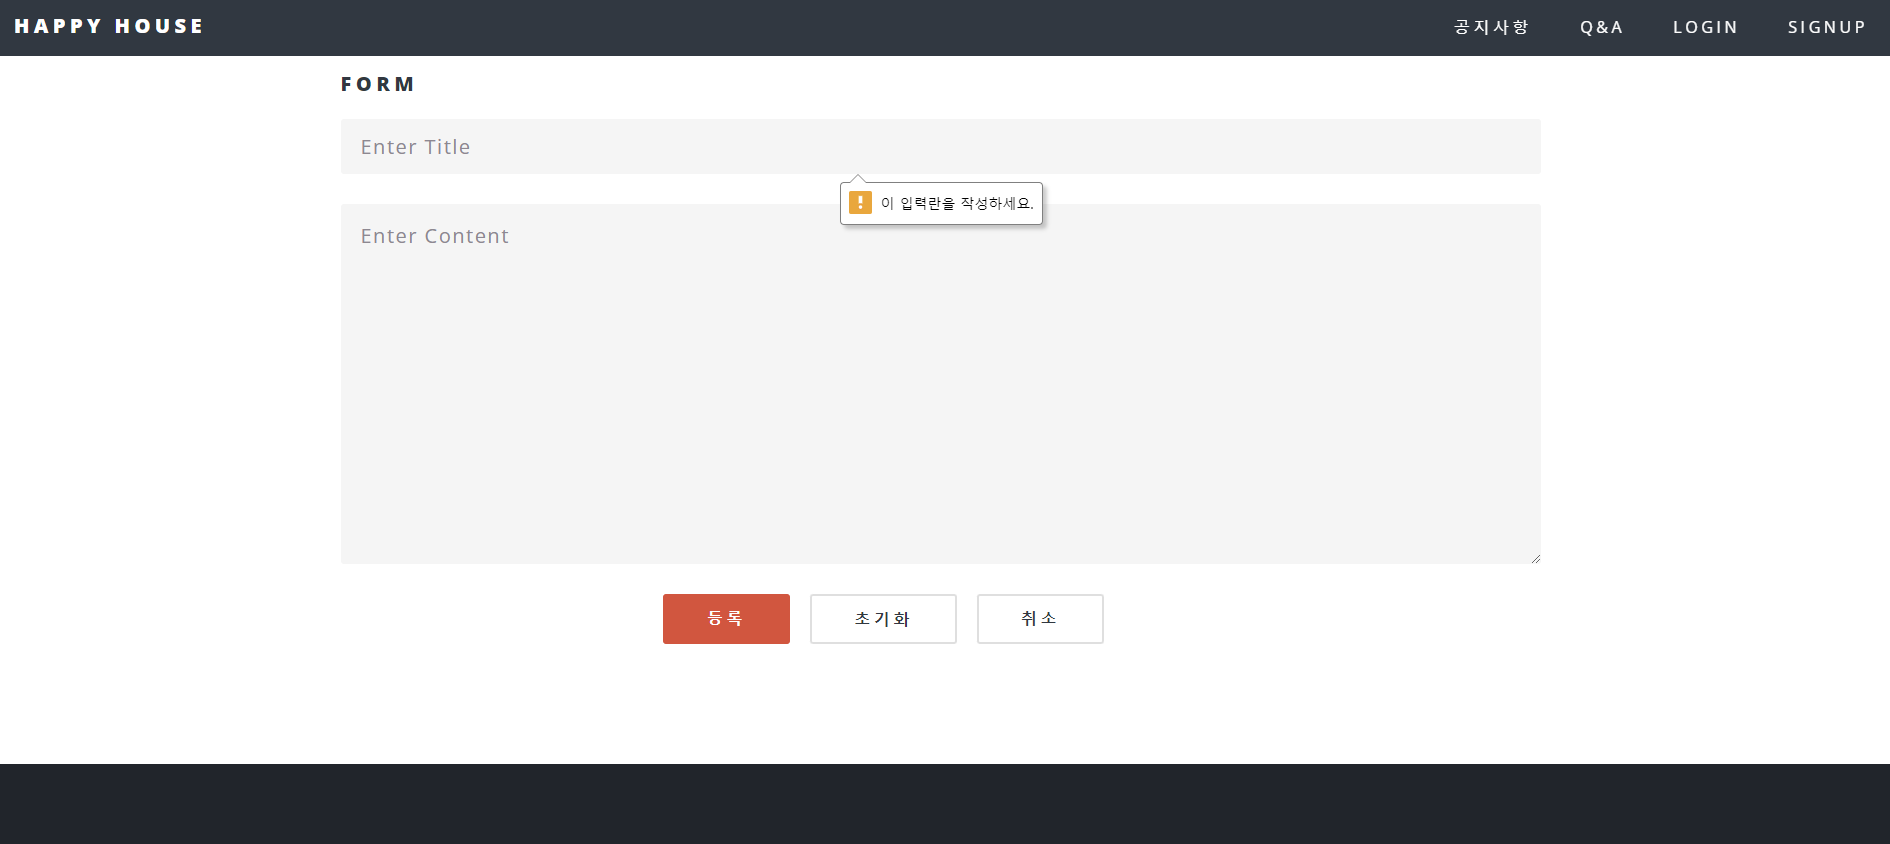 HAPPY HOUSE 공지사항 Q&A LOGIN SIGNUP
FORM
Enter Title
이 입력란을 작성하세요.
Enter Content
등록 초기화 취소